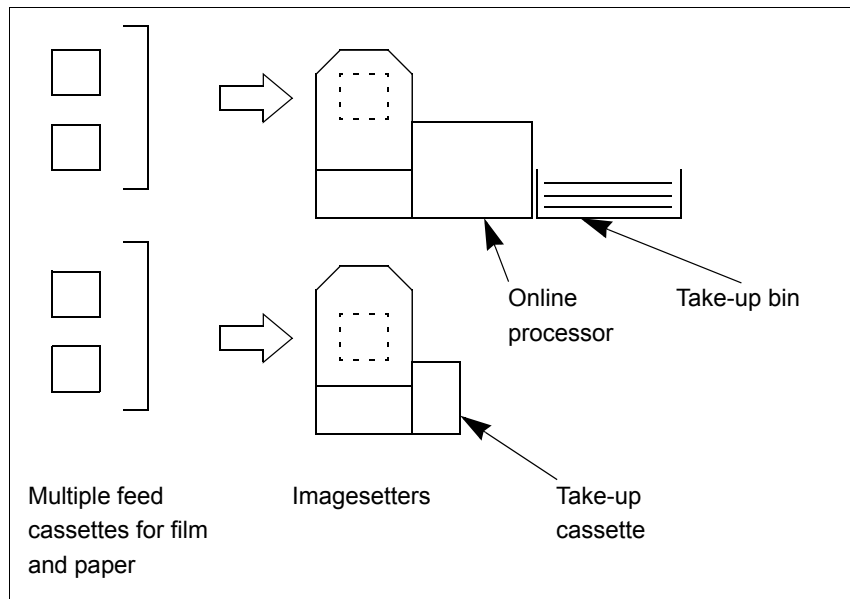 Online
processor
Take-up bin
Multiple feed
cassettes for film
and paper
Imagesetters
Take-up
cassette